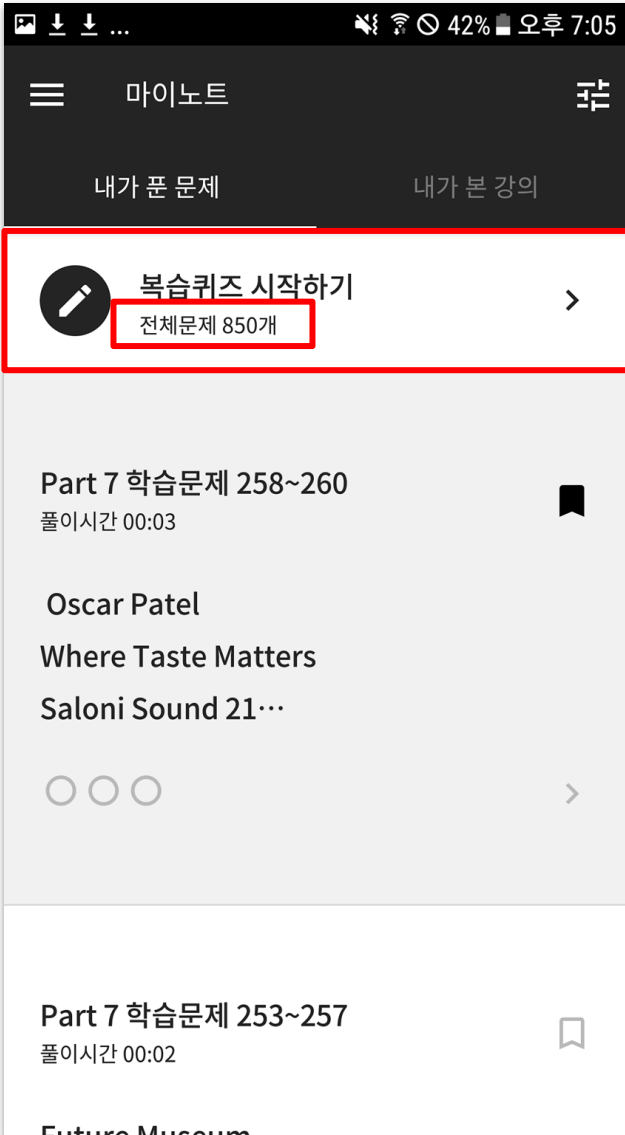 ... 42% 오후 7:05
마이노트
내가 푼 문제 내가 본 강의
복습퀴즈 시작하기
전체문제 850개
Part 7 학습문제 258~260
풀이시간 00:03
Oscar Patel
Where Taste Matters
Saloni Sound 21…
Part 7 학습문제 253~257
풀이시간 00:02
Future Museum